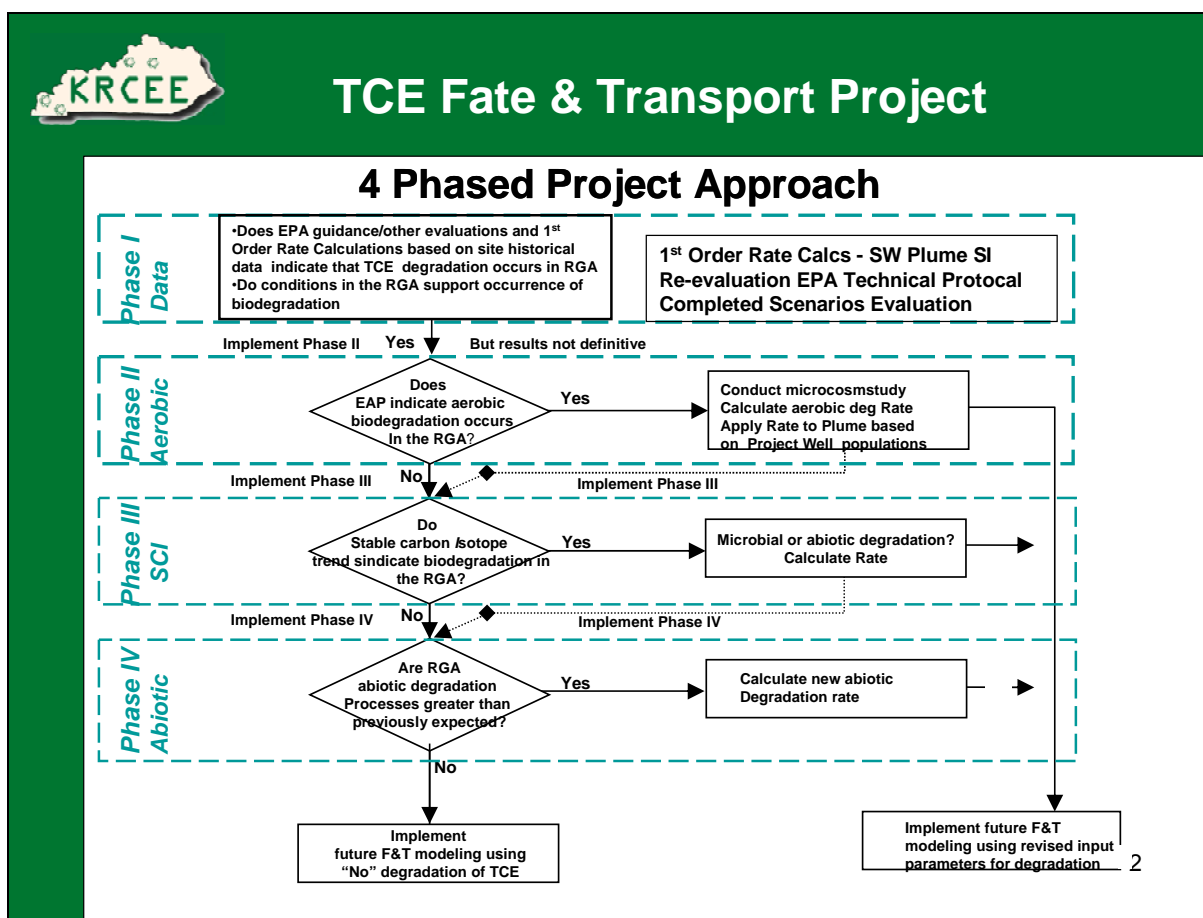 KRCEE
TCE Fate & Transport Project
4 Phased Project Approach
Phase I
Data
•Does EPA guidance/other evaluations and 1st
Order Rate Calculations based on site historical
data indicate that TCE degradation occurs in RGA
•Do conditions in the RGA support occurrence of
biodegradation
1st Order Rate Calcs - SW Plume SI
Re-evaluation EPA Technical Protocal
Completed Scenarios Evaluation
Implement Phase II
Yes
But results not definitive
Phase II
Aerobic
Does
EAP indicate aerobic
biodegradation occurs
In the RGA?
Yes
Conduct microcosmstudy
Calculate aerobic deg Rate
Apply Rate to Plume based
on Project Well populations
Implement Phase III
No
Implement Phase III
Phase III
SCI
Do
Stable carbon Isotope
trend sindicate biodegradation in
the RGA?
Yes
Microbial or abiotic degradation?
Calculate Rate
Implement Phase IV
No
Implement Phase IV
Phase IV
Abiotic
Are RGA
abiotic degradation
Processes greater than
previously expected?
Yes
Calculate new abiotic
Degradation rate
No
Implement
future F&T modeling using
“No” degradation of TCE
Implement future F&T
modeling using revised input
parameters for degradation
2